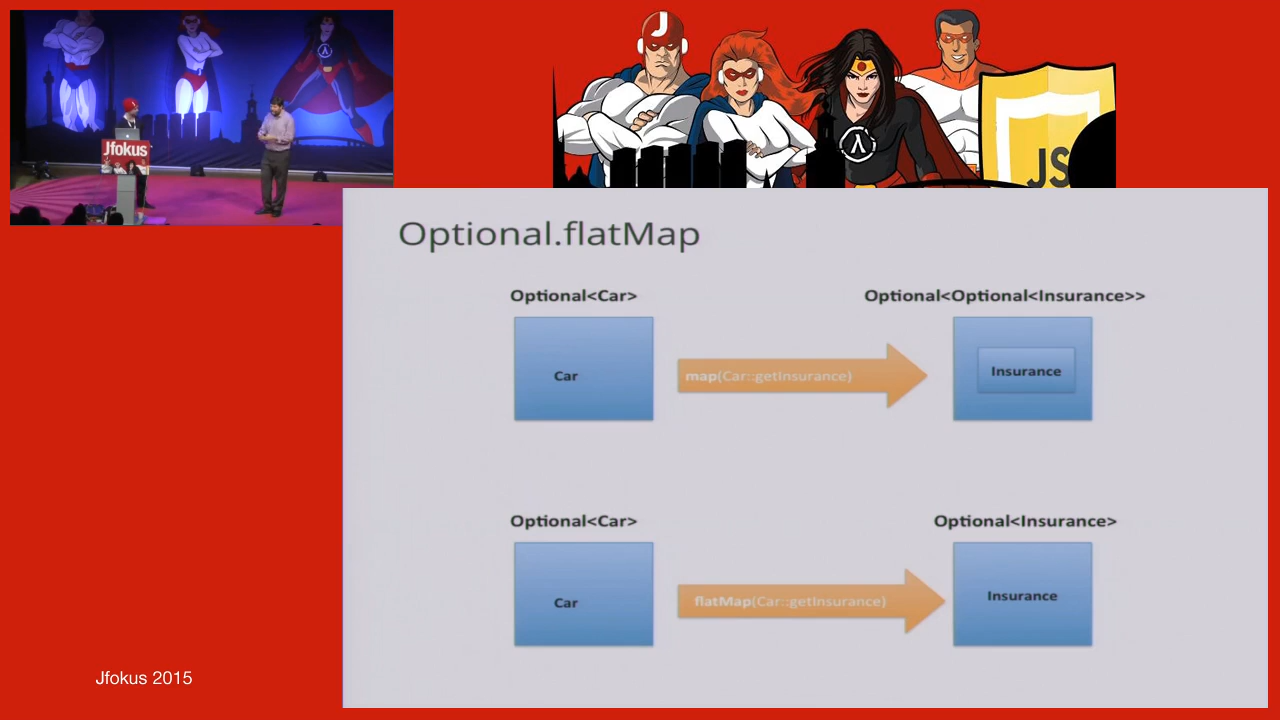 J
λ
JS
Jfokus
Optional.flatMap
Optional<Car>
Optional<Optional<Insurance>>
Car
map(Car::getInsurance)
Insurance
Optional<Car>
Optional<Insurance>
Car
flatMap(Car::getInsurance)
Insurance
Jfokus 2015